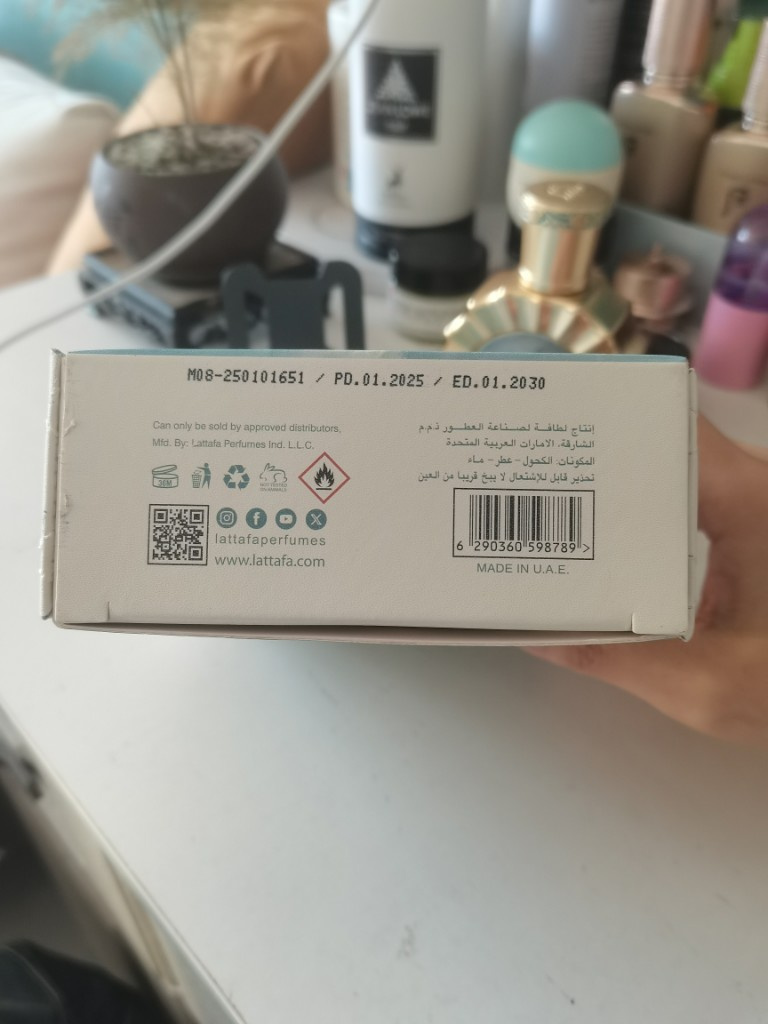 M08-250101651 / PD.01.2025 / ED.01.2030
Can only be sold by approved distributors,
Mfd. By: Lattafa Perfumes Ind. L.L.C.
إنتاج لطافة لصناعة العطور ذ.م.م
الشارقة، الامارات العربية المتحدة
المكونات: الكحول - عطر - ماء
تحذير قابل للإشتعال لا يبخ قريبا من العين
36M
lattafaperfumes
www.lattafa.com
6 290360 598789 >
MADE IN U.A.E.